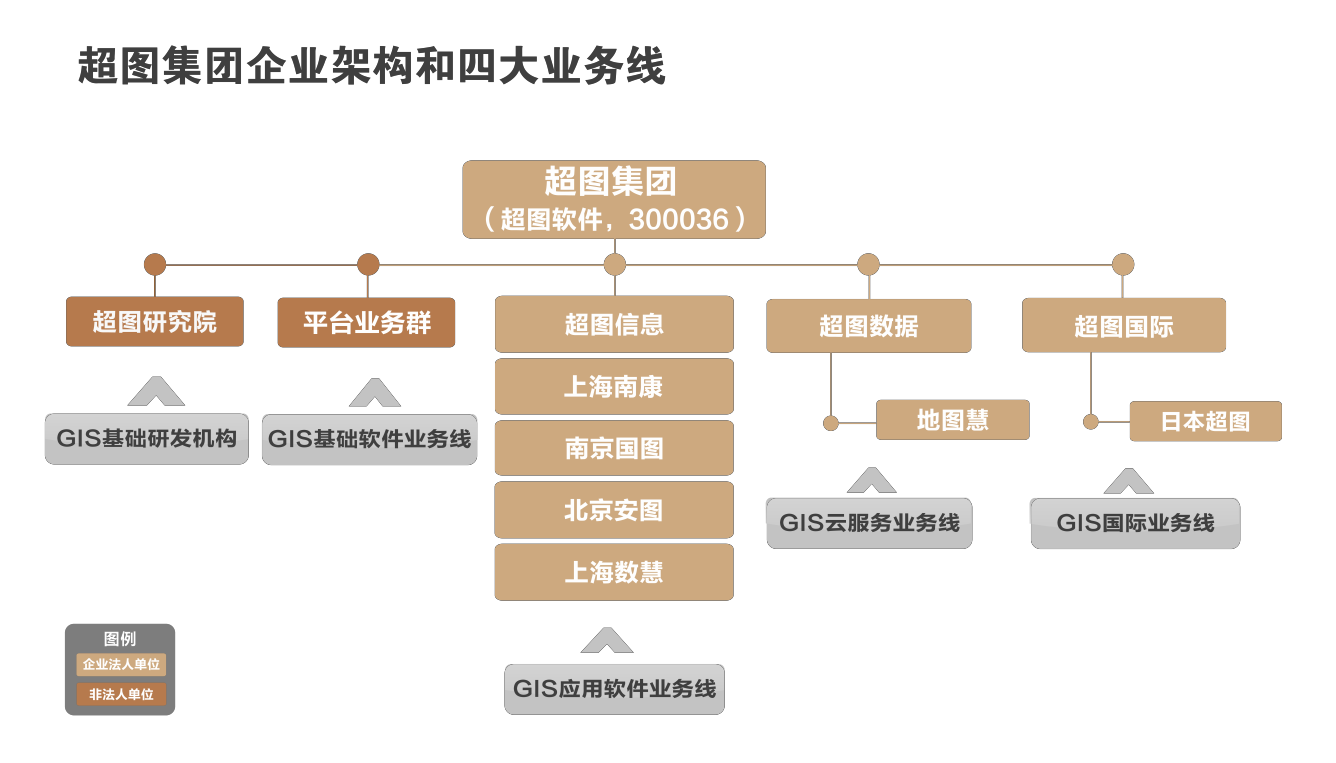 超图集团企业架构和四大业务线
超图集团
（超图软件，300036）
超图研究院
平台业务群
超图信息
超图数据
超图国际
上海南康
地图慧
日本超图
GIS基础研发机构
GIS基础软件业务线
南京国图
北京安图
GIS云服务业务线
GIS国际业务线
上海数慧
GIS应用软件业务线
图例
企业法人单位
非法人单位